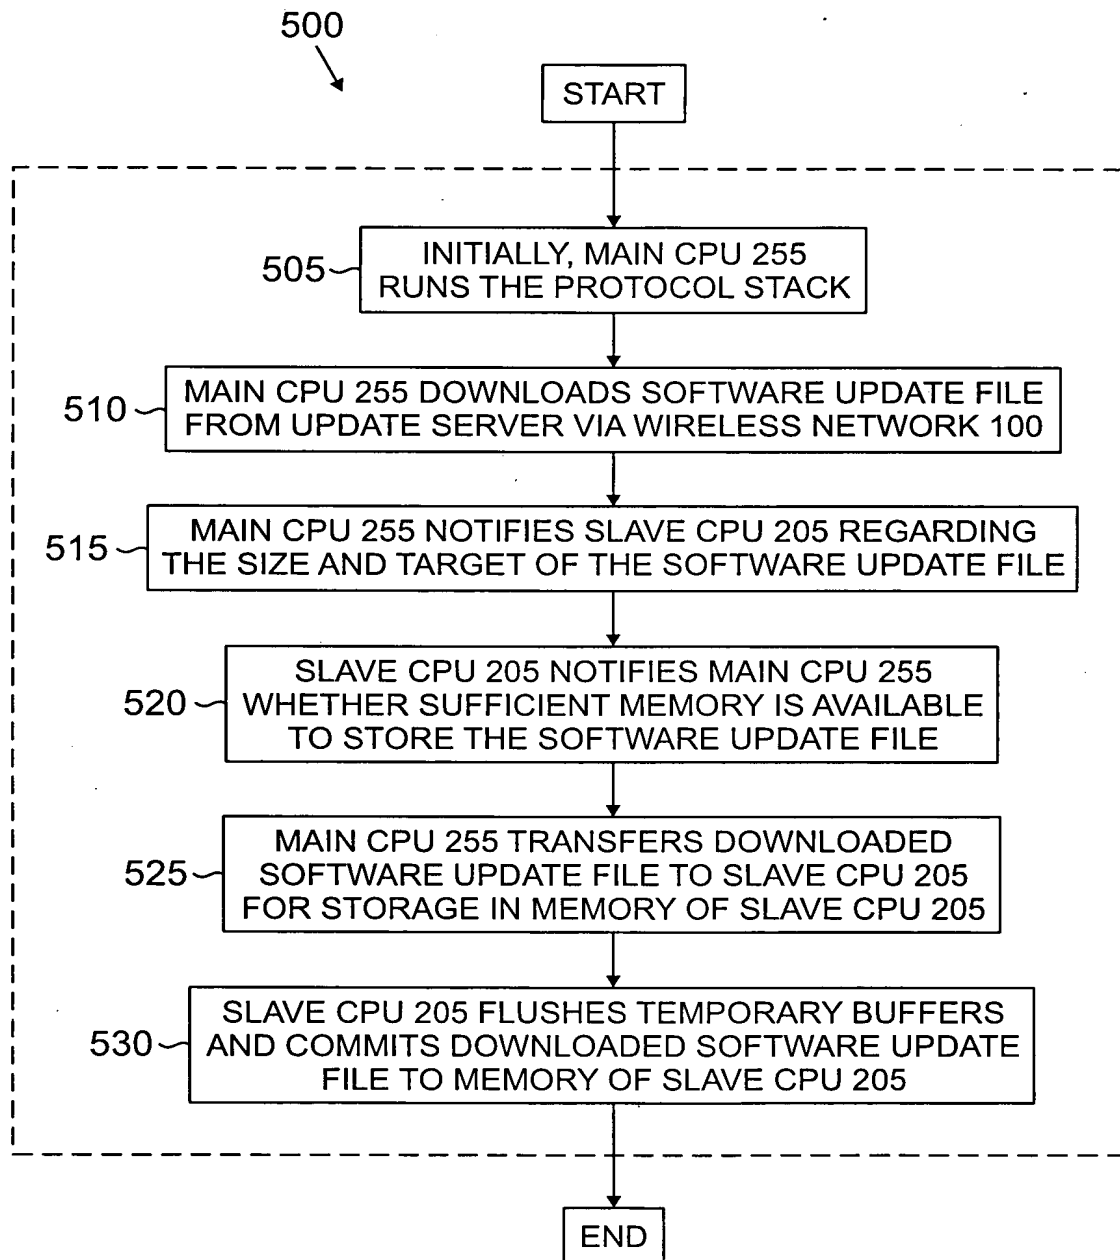 500
START
505
INITIALLY, MAIN CPU 255
RUNS THE PROTOCOL STACK
510
MAIN CPU 255 DOWNLOADS SOFTWARE UPDATE FILE
FROM UPDATE SERVER VIA WIRELESS NETWORK 100
515
MAIN CPU 255 NOTIFIES SLAVE CPU 205 REGARDING
THE SIZE AND TARGET OF THE SOFTWARE UPDATE FILE
520
SLAVE CPU 205 NOTIFIES MAIN CPU 255
WHETHER SUFFICIENT MEMORY IS AVAILABLE
TO STORE THE SOFTWARE UPDATE FILE
525
MAIN CPU 255 TRANSFERS DOWNLOADED
SOFTWARE UPDATE FILE TO SLAVE CPU 205
FOR STORAGE IN MEMORY OF SLAVE CPU 205
530
SLAVE CPU 205 FLUSHES TEMPORARY BUFFERS
AND COMMITS DOWNLOADED SOFTWARE UPDATE
FILE TO MEMORY OF SLAVE CPU 205
END